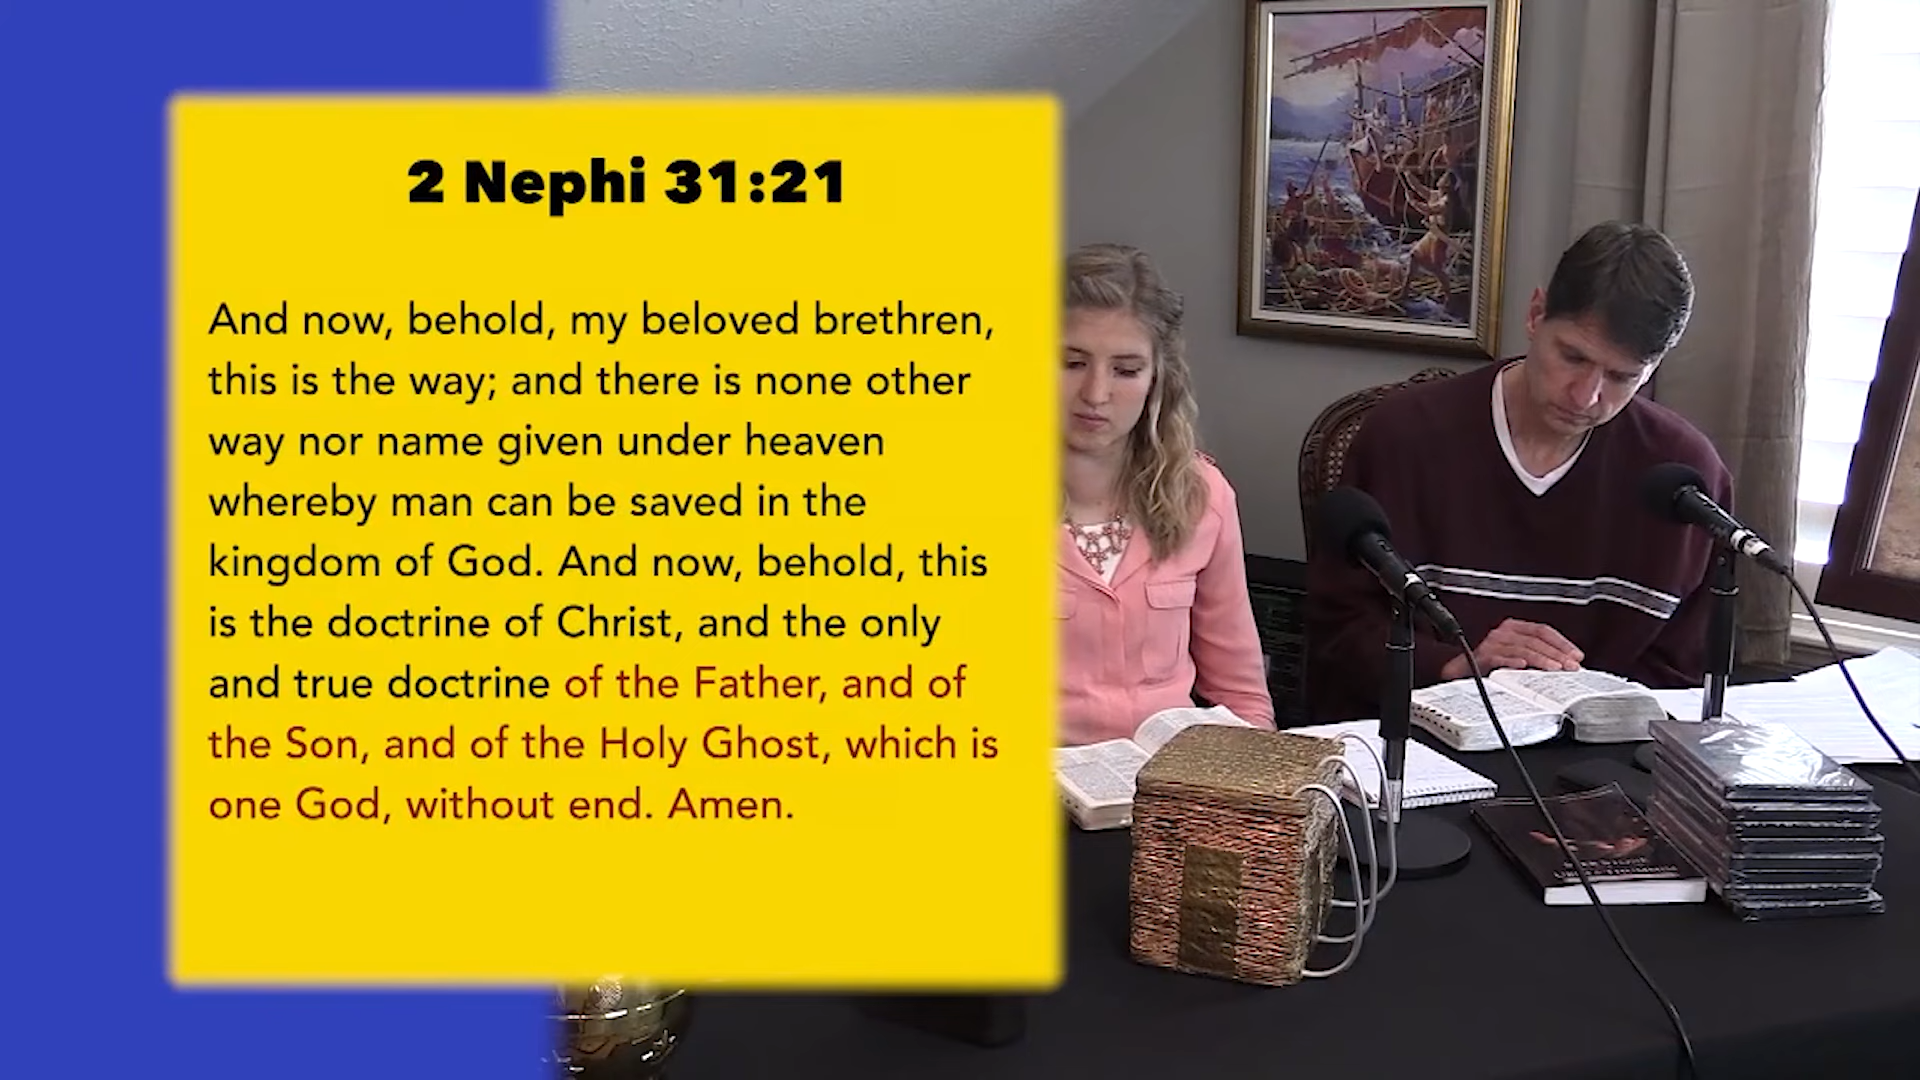 2 Nephi 31:21
And now, behold, my beloved brethren,
this is the way; and there is none other
way nor name given under heaven
whereby man can be saved in the
kingdom of God. And now, behold, this
is the doctrine of Christ, and the only
and true doctrine of the Father, and of
the Son, and of the Holy Ghost, which is
one God, without end. Amen.